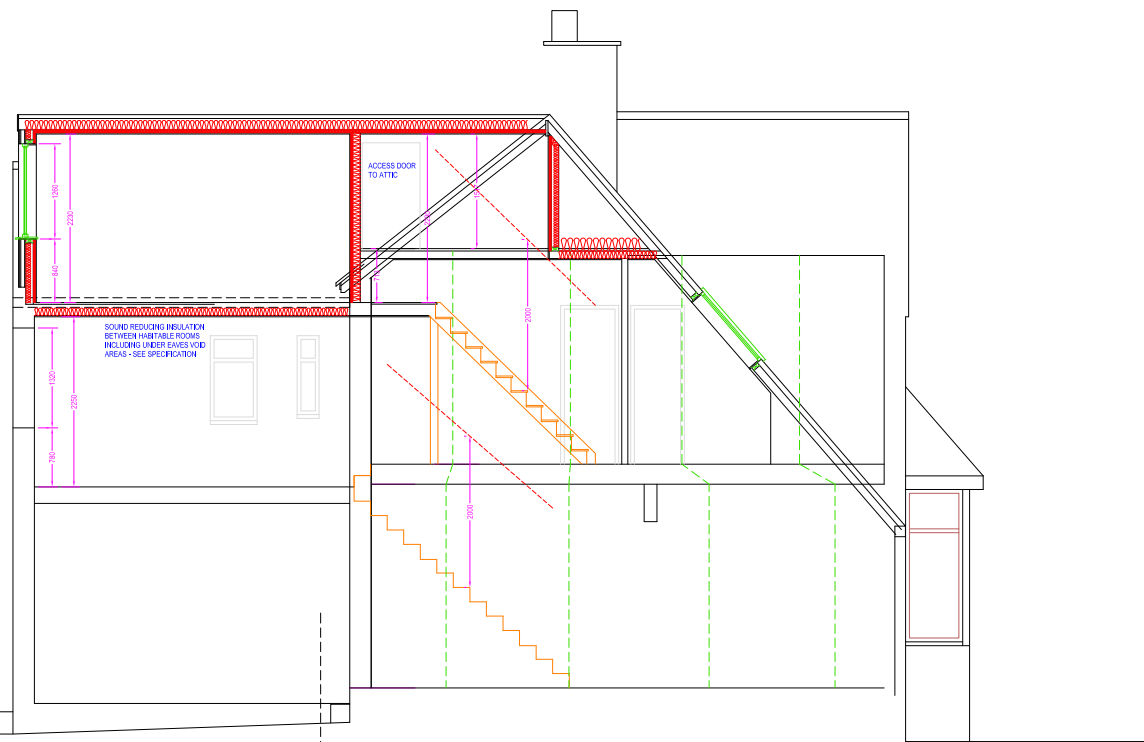 ACCESS DOOR
TO ATTIC
1260
2230
840
SOUND REDUCING INSULATION
BETWEEN HABITABLE ROOMS
INCLUDING UNDER EAVES VOID
AREAS - SEE SPECIFICATION
2000
1320
2250
780
2000